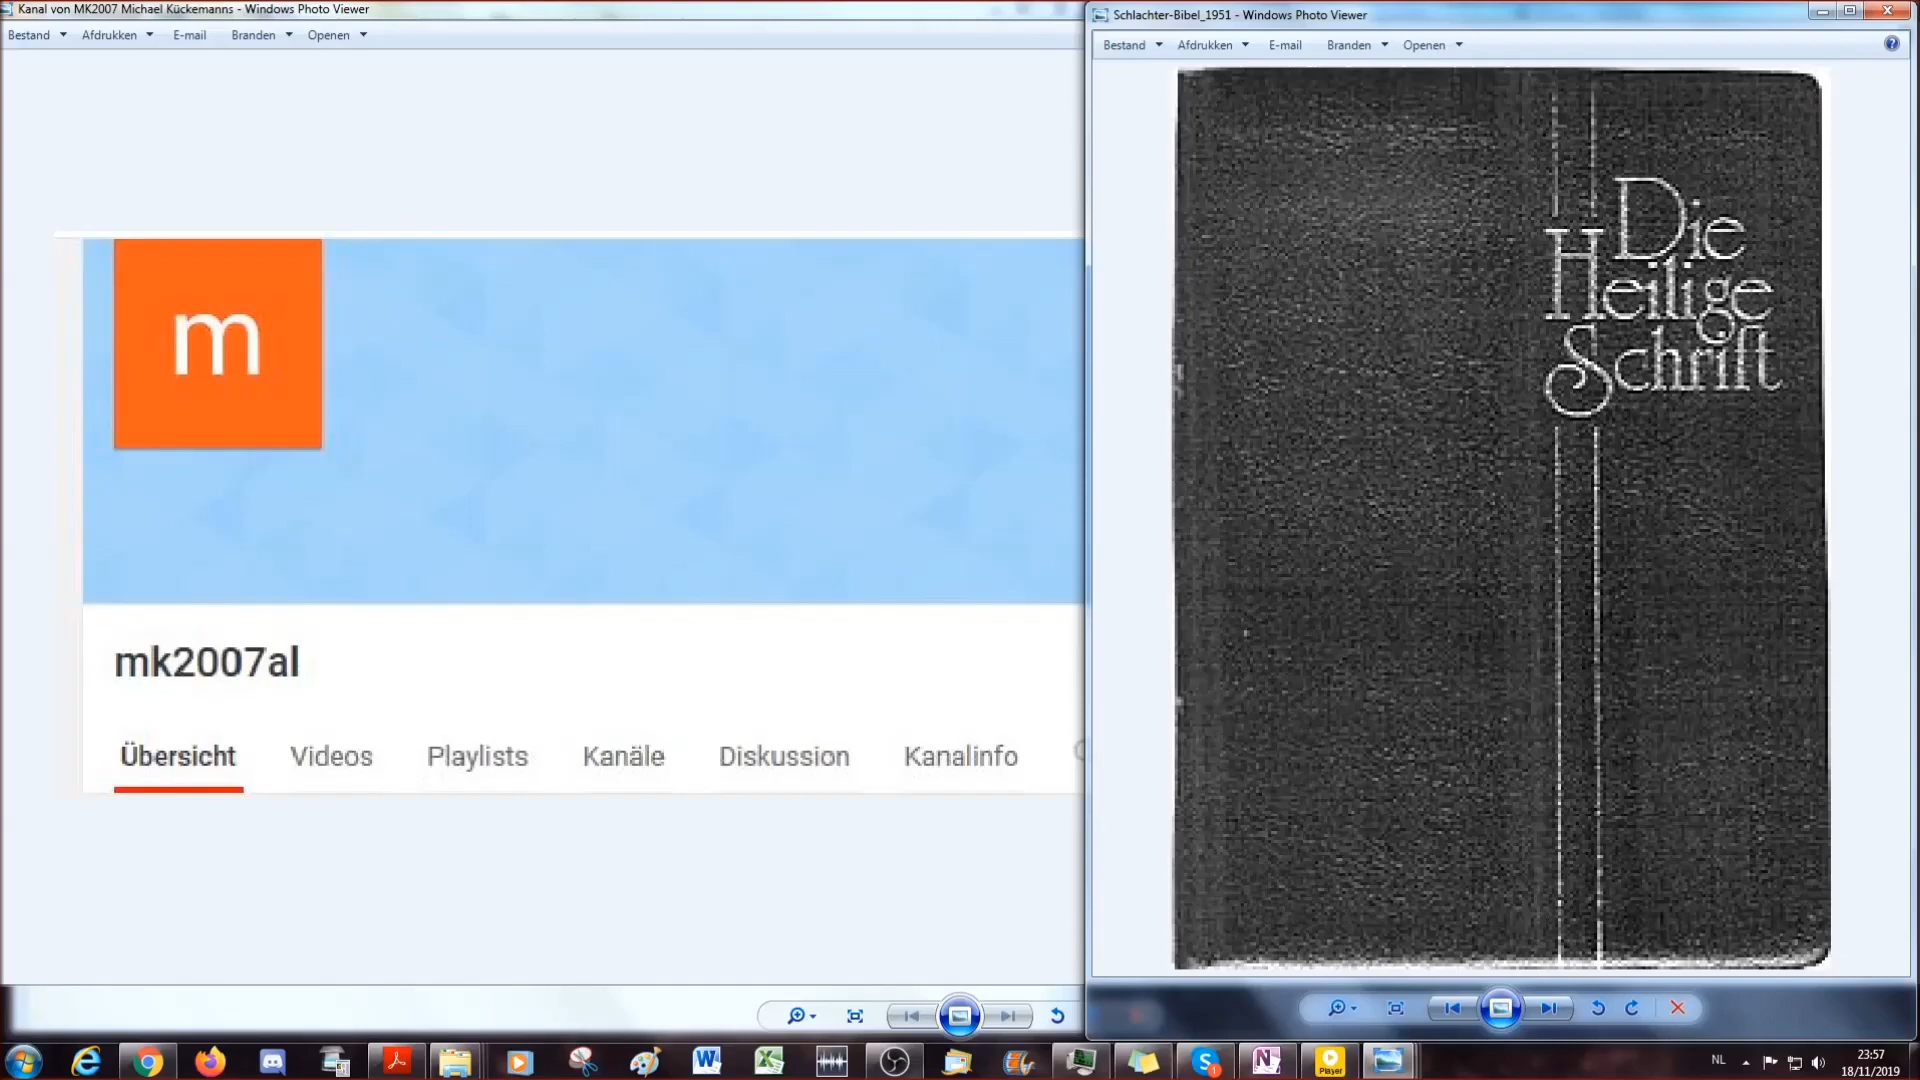 Kanal von MK2007 Michael Kückemanns - Windows Photo Viewer
Bestand Afdrukken E-mail Branden Openen
m
mk2007al
Übersicht Videos Playlists Kanäle Diskussion Kanalinfo
Schlachter-Bibel_1951 - Windows Photo Viewer
Bestand Afdrukken E-mail Branden Openen
Die
Heilige
Schrift
Player
NL
23:57
18/11/2019